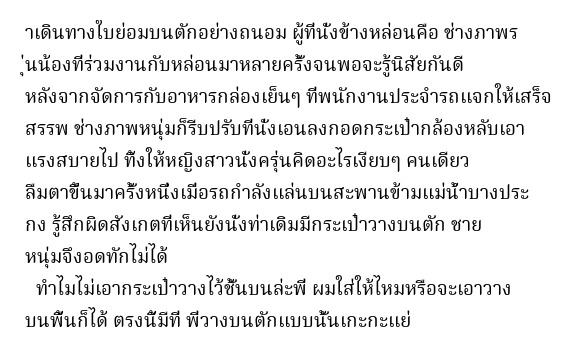 าเดินทางใบย่อมบนตักอย่างถนอม ผู้ที่นั่งข้างหล่อนคือ ช่างภาพร
ุ่นน้องที่ร่วมงานกับหล่อนมาหลายครั้งจนพอจะรู้นิสัยกันดี
หลังจากจัดการกับอาหารกล่องเย็นๆ ที่พนักงานประจำรถแจกให้เสร็จ
สรรพ ช่างภาพหนุ่มก็รีบปรับที่นั่งเอนลงกอดกระเป๋ากล้องหลับเอา
แรงสบายไป ทิ้งให้หญิงสาวนั่งครุ่นคิดอะไรเงียบๆ คนเดียว
ลืมตาขึ้นมาครั้งหนึ่งเมื่อรถกำลังแล่นบนสะพานข้ามแม่น้ำบางประ
กง รู้สึกผิดสังเกตที่เห็นยังนั่งท่าเดิมมีกระเป๋าวางบนตัก ชาย
หนุ่มจึงอดทักไม่ได้
ทำไมไม่เอากระเป๋าวางไว้ชั้นบนล่ะพี่ ผมใส่ให้ไหมหรือจะเอาวาง
บนพื้นก็ได้ ตรงนี้มีที่ พี่วางบนตักแบบนั้นเกะกะแย่